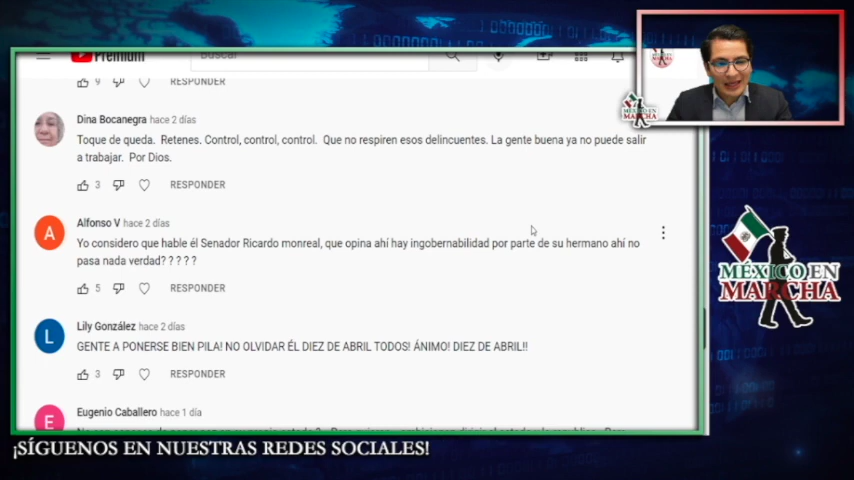 Premium
Buscar
9 RESPONDER
Dina Bocanegra hace 2 días
Toque de queda. Retenes. Control, control, control. Que no respiren esos delincuentes. La gente buena ya no puede salir
a trabajar. Por Dios.
3 RESPONDER
A
Alfonso V hace 2 días
Yo considero que hable él Senador Ricardo monreal, que opina ahí hay ingobernabilidad por parte de su hermano ahí no
pasa nada verdad? ? ? ? ?
5 RESPONDER
L
Lily González hace 2 días
GENTE A PONERSE BIEN PILA! NO OLVIDAR ÉL DIEZ DE ABRIL TODOS! ÁNIMO! DIEZ DE ABRIL!!
3 RESPONDER
E
Eugenio Caballero hace 1 día
MÉXICO EN
MARCHA
MÉXICO EN
MARCHA
¡SÍGUENOS EN NUESTRAS REDES SOCIALES!